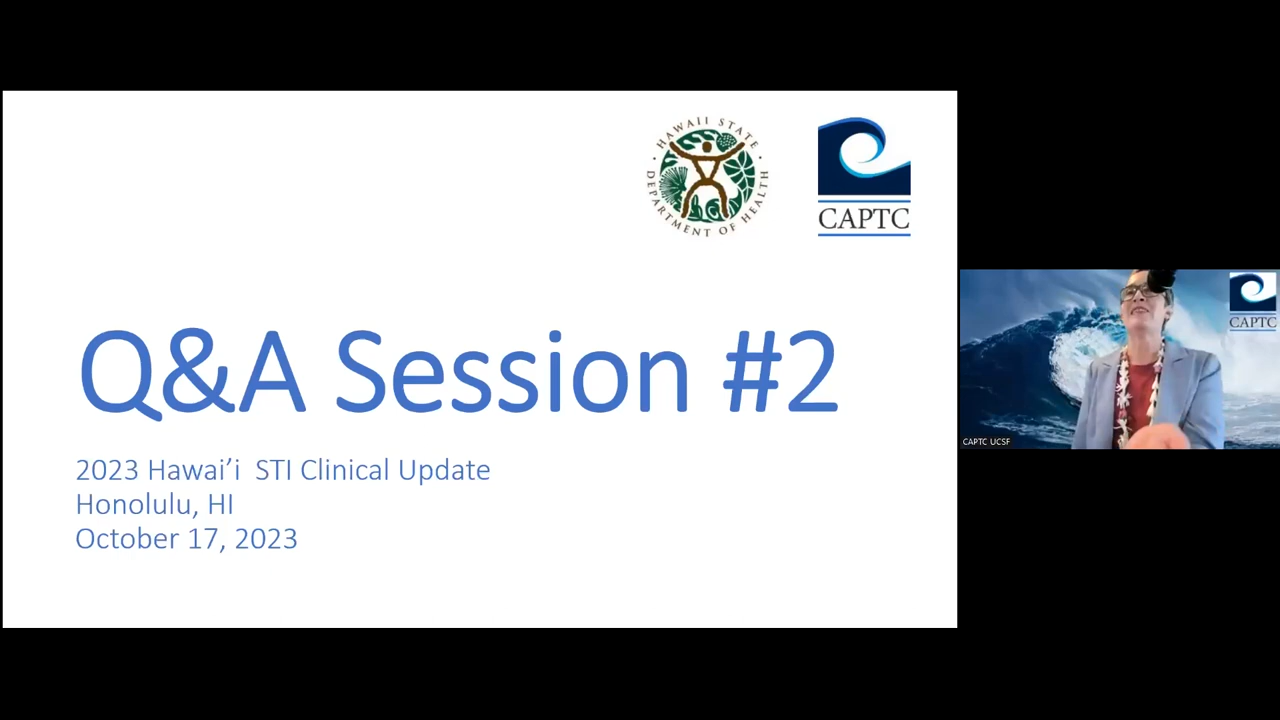 HAWAII STATE
DEPARTMENT OF HEALTH
CAPTC
Q&A Session #2
2023 Hawai’i  STI Clinical Update
Honolulu, HI
October 17, 2023
CAPTC
CAPTC UCSF